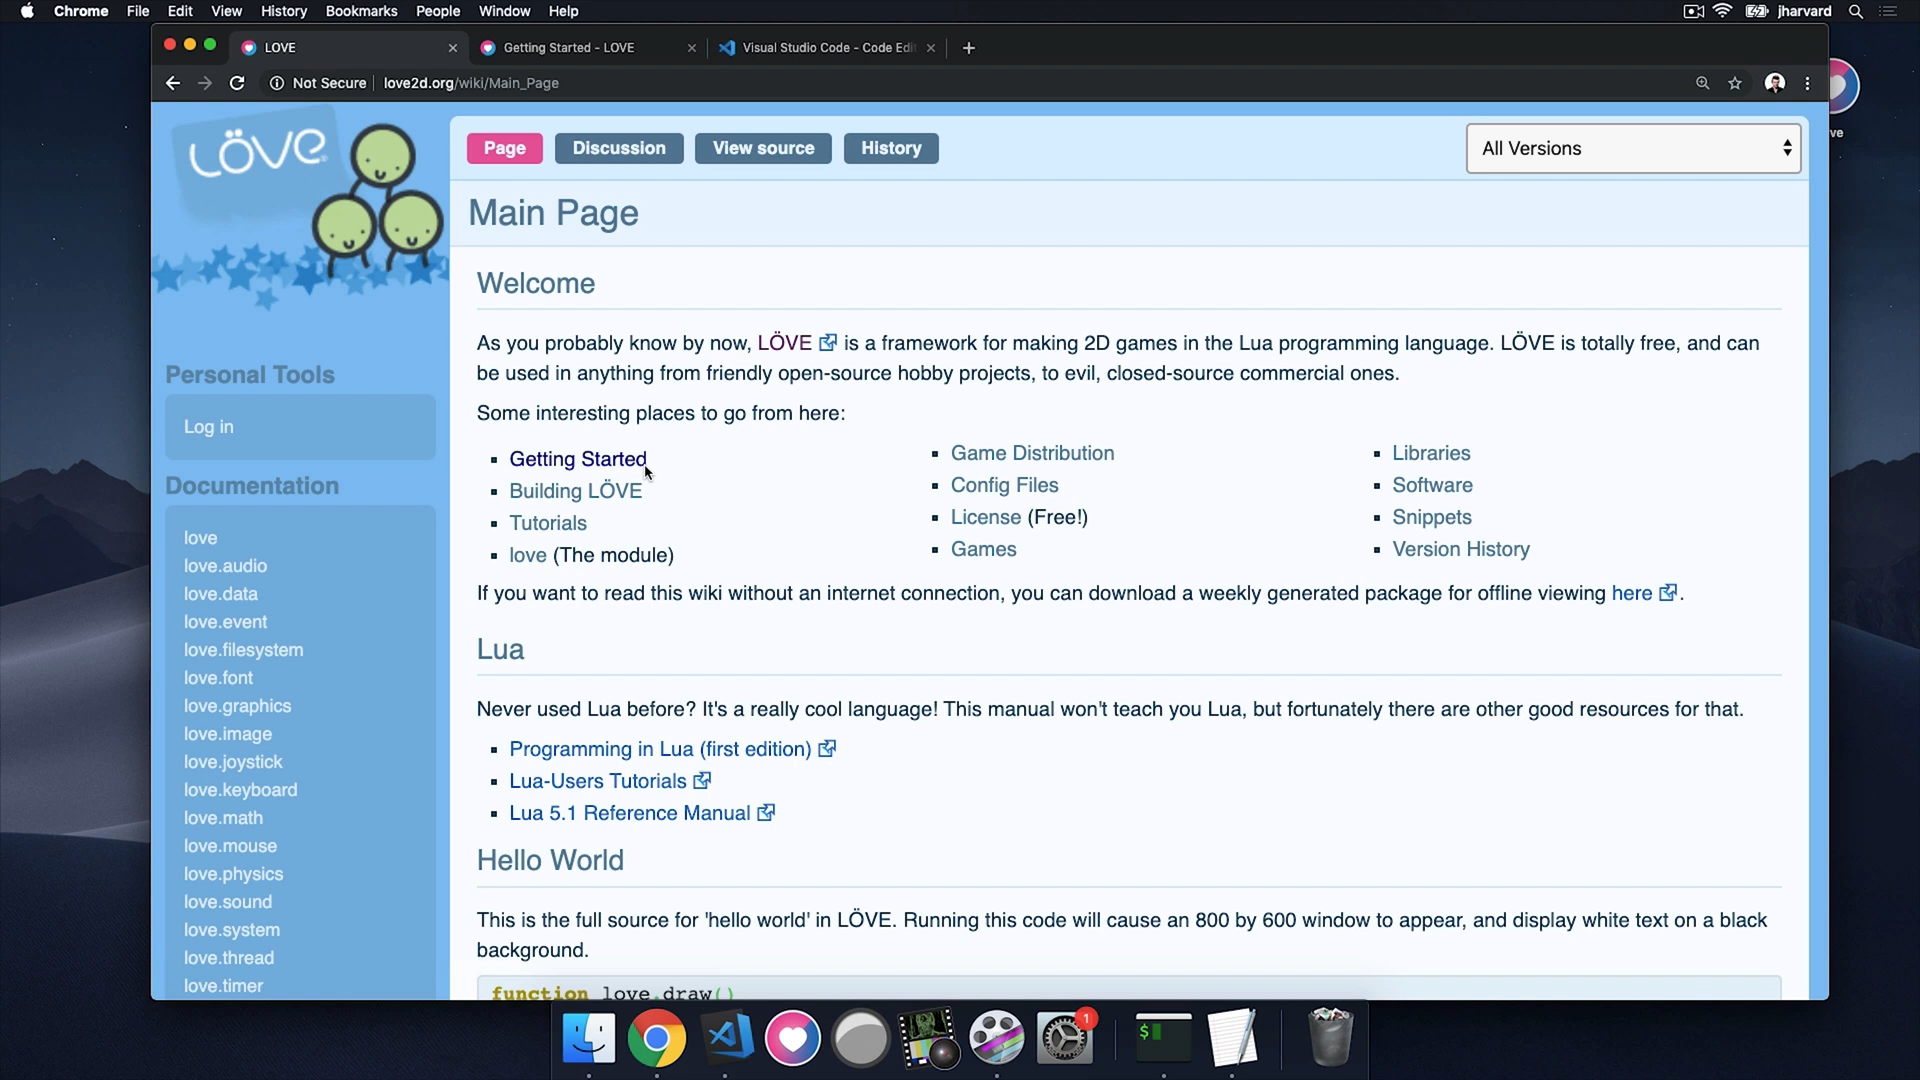 Chrome File Edit View History Bookmarks People Window Help jharvard
LOVE Getting Started - LOVE Visual Studio Code - Code Edi
Not Secure love2d.org/wiki/Main_Page
ve
LÖVE
Page Discussion View source History All Versions
Main Page
Welcome
As you probably know by now, LÖVE is a framework for making 2D games in the Lua programming language. LÖVE is totally free, and can
be used in anything from friendly open-source hobby projects, to evil, closed-source commercial ones.
Some interesting places to go from here:
Getting Started
Building LÖVE
Tutorials
love (The module)
Game Distribution
Config Files
License (Free!)
Games
Libraries
Software
Snippets
Version History
If you want to read this wiki without an internet connection, you can download a weekly generated package for offline viewing here .
Lua
Never used Lua before? It's a really cool language! This manual won't teach you Lua, but fortunately there are other good resources for that.
Programming in Lua (first edition)
Lua-Users Tutorials
Lua 5.1 Reference Manual
Hello World
This is the full source for 'hello world' in LÖVE. Running this code will cause an 800 by 600 window to appear, and display white text on a black
background.
function love.draw()
Personal Tools
Log in
Documentation
love
love.audio
love.data
love.event
love.filesystem
love.font
love.graphics
love.image
love.joystick
love.keyboard
love.math
love.mouse
love.physics
love.sound
love.system
love.thread
love.timer
1
$